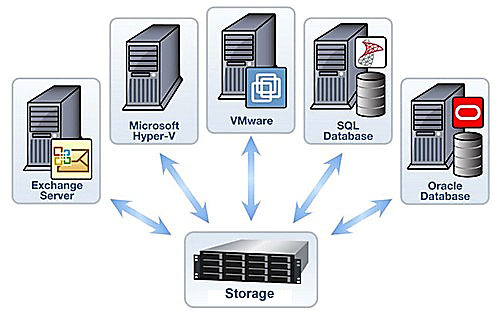 Exchange
Server
Microsoft
Hyper-V
VMware
SQL
Database
Oracle
Database
Storage